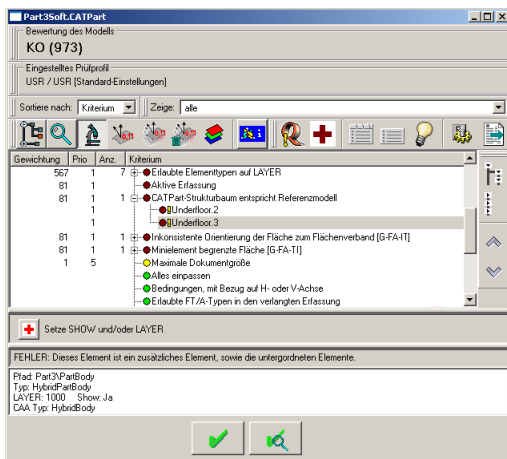 Part3Soft.CATPart
Bewertung des Modells
KO (973)
Eingestelltes Prüfprofil
USR / USR [Standard-Einstellungen]
Sortiere nach: Kriterium Zeige: alle
Gewichtung Prio Anz. Kriterium
567 1 7 Erlaubte Elementtypen auf LAYER
81 1 Aktive Erfassung
81 1 1 CATPart-Strukturbaum entspricht Referenzmodell
1 Underfloor.2
1 Underfloor.3
81 1 1 Inkonsistente Orientierung der Fläche zum Flächenverband [G-FA-IT]
81 1 1 Minielement begrenzte Fläche [G-FA-TI]
1 5 Maximale Dokumentgröße
Alles einpassen
Bedingungen, mit Bezug auf H- oder V-Achse
Erlaubte FT/A-Typen in den verlangten Erfassung
Setze SHOW und/oder LAYER
FEHLER: Dieses Element ist ein zusätzliches Element, sowie die untergordneten Elemente.
Pfad: Part3\PartBody
Typ: HybridPartBody
LAYER: 1000 Show: Ja
CAA Typ: HybridBody